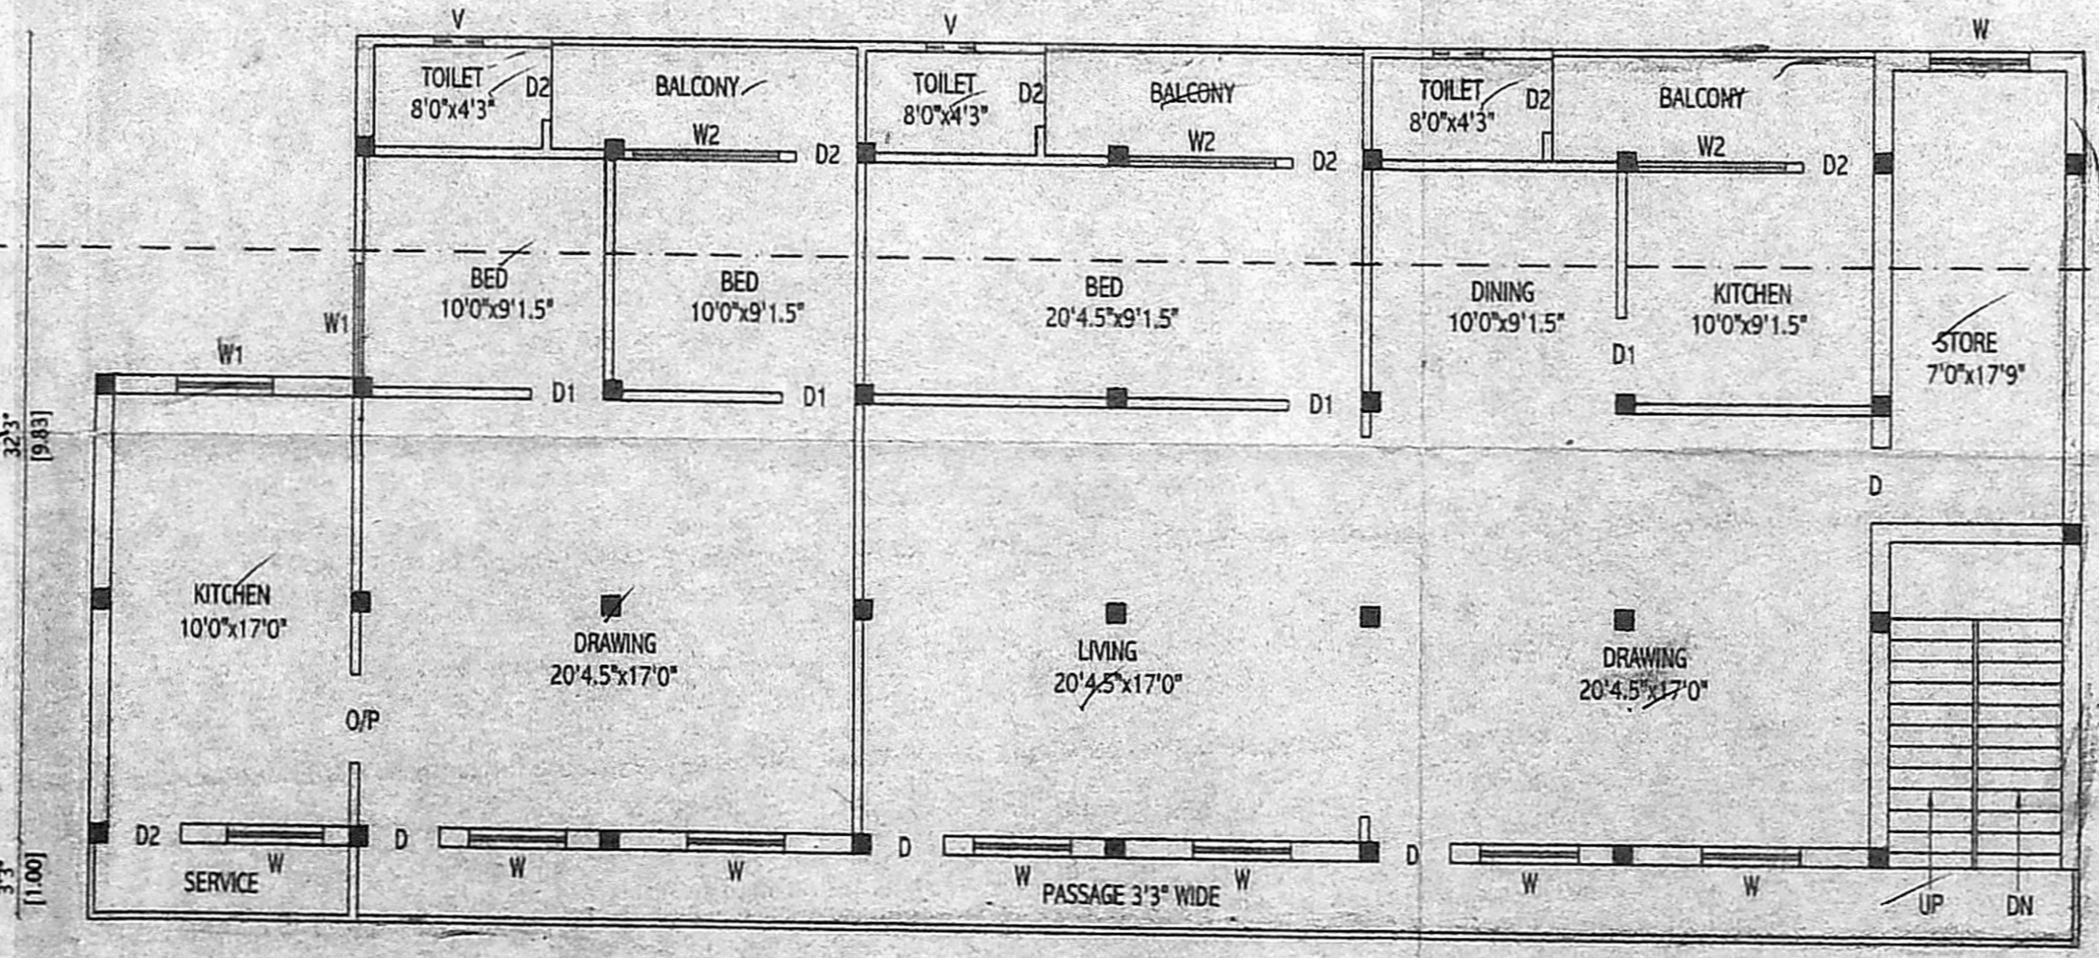 V
V
W
TOILET
8'0"x4'3"
D2
BALCONY
TOILET
8'0"x4'3"
D2
BALCONY
TOILET
8'0"x4'3"
D2
BALCONY
W2
D2
W2
D2
W2
D2
BED
10'0"x9'1.5"
BED
10'0"x9'1.5"
BED
20'4.5"x9'1.5"
DINING
10'0"x9'1.5"
KITCHEN
10'0"x9'1.5"
STORE
7'0"x17'9"
W1
W1
D1
D1
D1
D1
D
32'3"
[9.83]
KITCHEN
10'0"x17'0"
DRAWING
20'4.5"x17'0"
LIVING
20'4.5"x17'0"
DRAWING
20'4.5"x17'0"
O/P
D2
W
D
W
W
D
W
W
D
W
W
3'3"
[1.00]
SERVICE
PASSAGE 3'3" WIDE
UP
DN